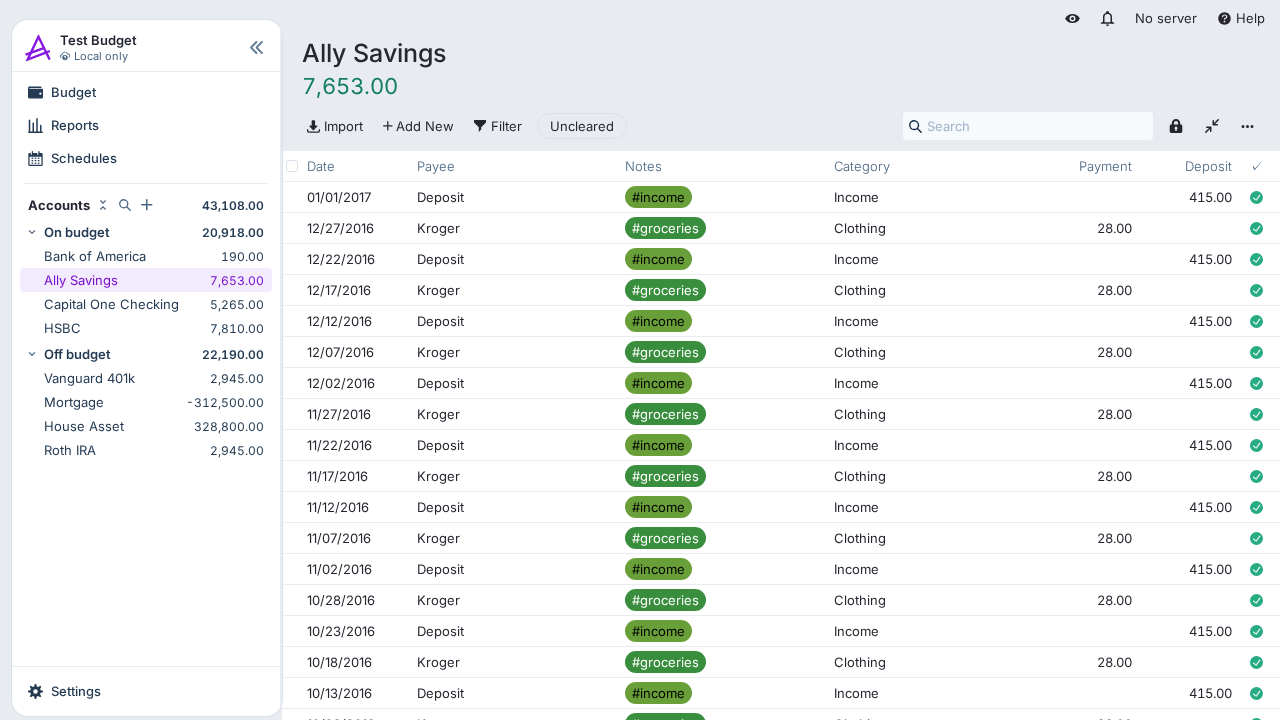 Test Budget
Local only
Budget
Reports
Schedules
Accounts 43,108.00
On budget 20,918.00
Bank of America 190.00
Ally Savings 7,653.00
Capital One Checking 5,265.00
HSBC 7,810.00
Off budget 22,190.00
Vanguard 401k 2,945.00
Mortgage -312,500.00
House Asset 328,800.00
Roth IRA 2,945.00
Settings
No server Help
Ally Savings
7,653.00
Import Add New Filter Uncleared Search
Date Payee Notes Category Payment Deposit ✓
01/01/2017 Deposit #income Income 415.00
12/27/2016 Kroger #groceries Clothing 28.00
12/22/2016 Deposit #income Income 415.00
12/17/2016 Kroger #groceries Clothing 28.00
12/12/2016 Deposit #income Income 415.00
12/07/2016 Kroger #groceries Clothing 28.00
12/02/2016 Deposit #income Income 415.00
11/27/2016 Kroger #groceries Clothing 28.00
11/22/2016 Deposit #income Income 415.00
11/17/2016 Kroger #groceries Clothing 28.00
11/12/2016 Deposit #income Income 415.00
11/07/2016 Kroger #groceries Clothing 28.00
11/02/2016 Deposit #income Income 415.00
10/28/2016 Kroger #groceries Clothing 28.00
10/23/2016 Deposit #income Income 415.00
10/18/2016 Kroger #groceries Clothing 28.00
10/13/2016 Deposit #income Income 415.00